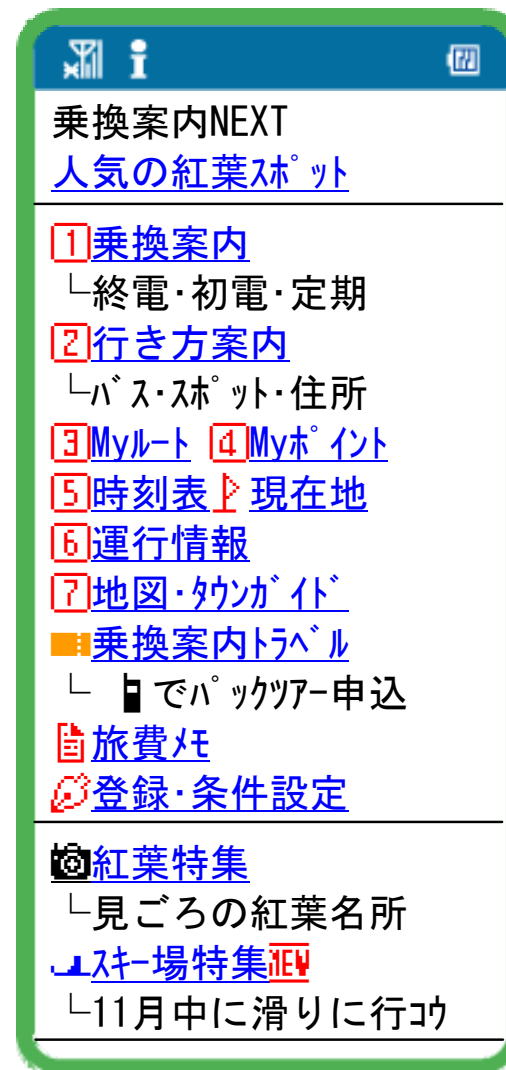 乗換案内NEXT
人気の紅葉ｽﾎﾟｯﾄ
1乗換案内
└終電･初電･定期
2行き方案内
└ﾊﾞｽ･ｽﾎﾟｯﾄ･住所
3Myﾙｰﾄ 4Myﾎﾟｲﾝﾄ
5時刻表 現在地
6運行情報
7地図･ﾀｳﾝｶﾞｲﾄﾞ
乗換案内ﾄﾗﾍﾞﾙ
└ でﾊﾟｯｸﾂｱｰ申込
旅費ﾒﾓ
登録･条件設定
紅葉特集
└見ごろの紅葉名所
ｽｷｰ場特集NEW
└11月中に滑りに行ｺｳ